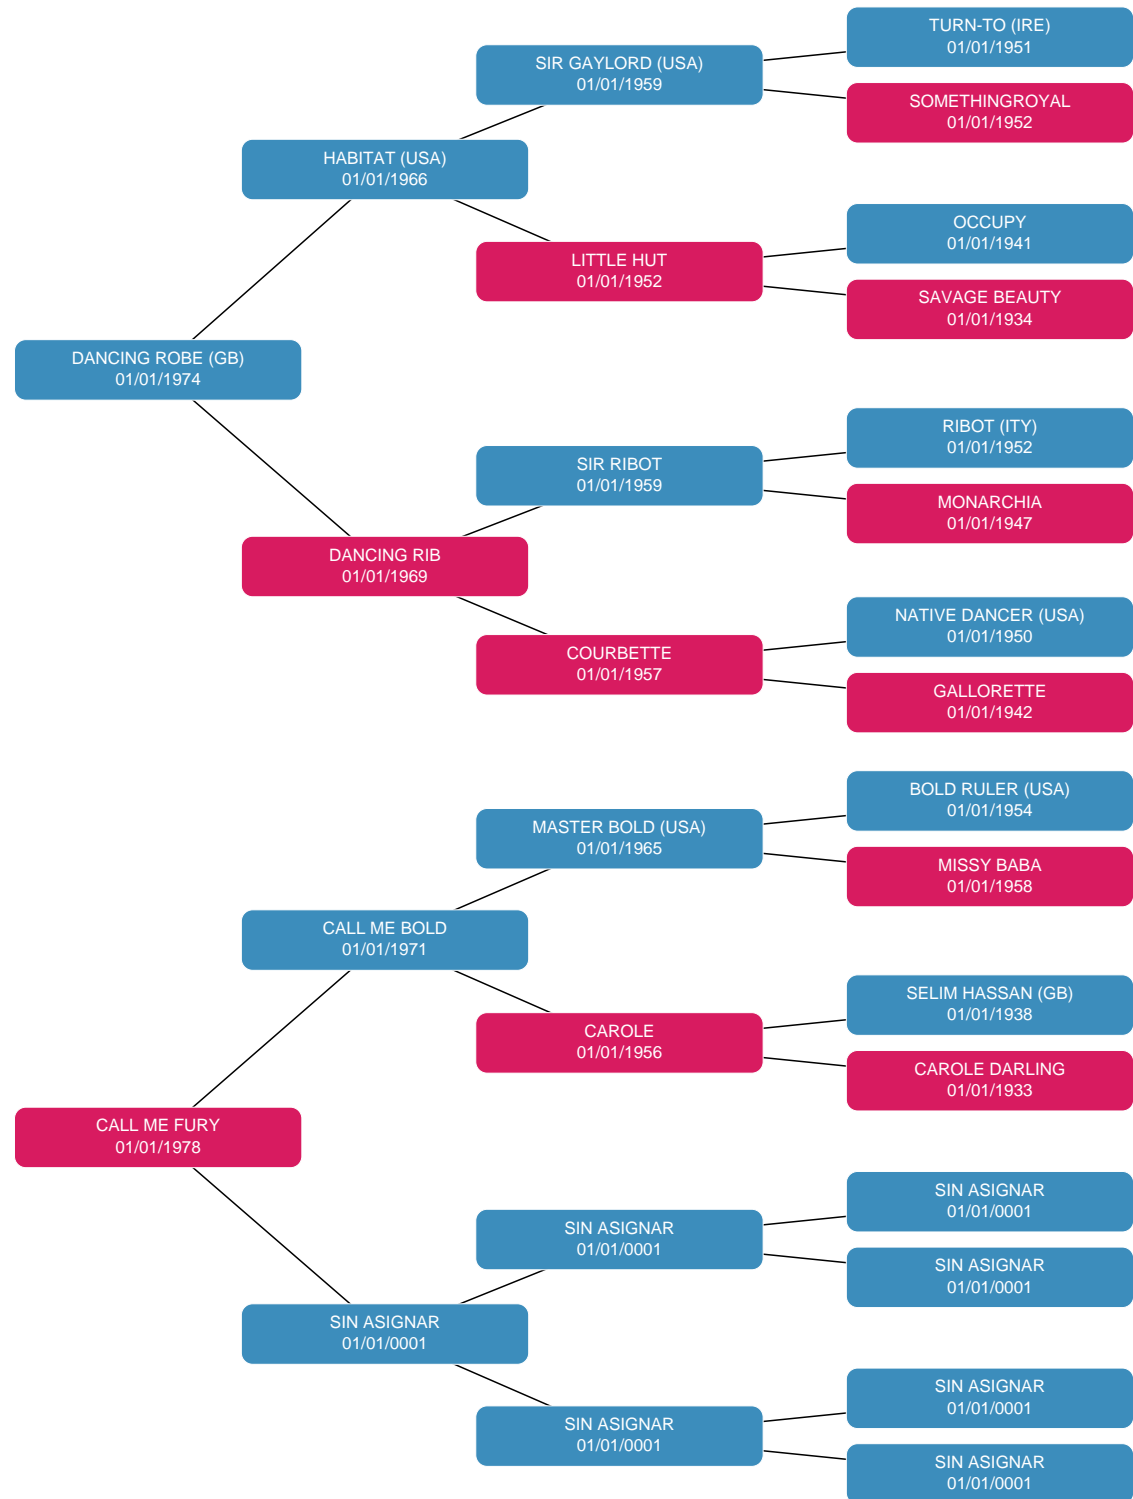 TURN-TO (IRE)
01/01/1951
SIR GAYLORD (USA)
01/01/1959
SOMETHINGROYAL
01/01/1952
HABITAT (USA)
01/01/1966
OCCUPY
01/01/1941
LITTLE HUT
01/01/1952
SAVAGE BEAUTY
01/01/1934
DANCING ROBE (GB)
01/01/1974
RIBOT (ITY)
01/01/1952
SIR RIBOT
01/01/1959
MONARCHIA
01/01/1947
DANCING RIB
01/01/1969
NATIVE DANCER (USA)
01/01/1950
COURBETTE
01/01/1957
GALLORETTE
01/01/1942
BOLD RULER (USA)
01/01/1954
MASTER BOLD (USA)
01/01/1965
MISSY BABA
01/01/1958
CALL ME BOLD
01/01/1971
SELIM HASSAN (GB)
01/01/1938
CAROLE
01/01/1956
CAROLE DARLING
01/01/1933
CALL ME FURY
01/01/1978
SIN ASIGNAR
01/01/0001
SIN ASIGNAR
01/01/0001
SIN ASIGNAR
01/01/0001
SIN ASIGNAR
01/01/0001
SIN ASIGNAR
01/01/0001
SIN ASIGNAR
01/01/0001
SIN ASIGNAR
01/01/0001